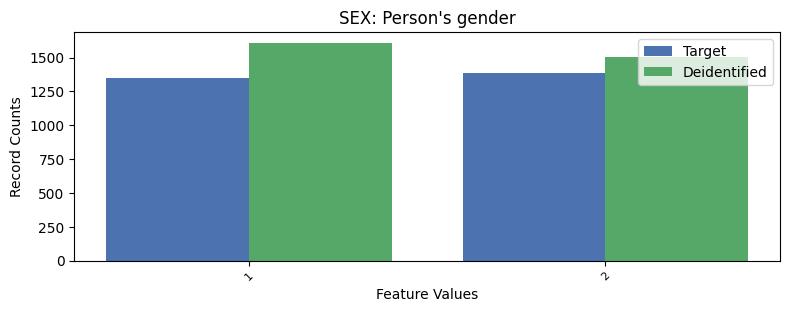 SEX: Person's gender
Target
Deidentified
Record Counts
1500
1250
1000
750
500
250
0
1
2
Feature Values